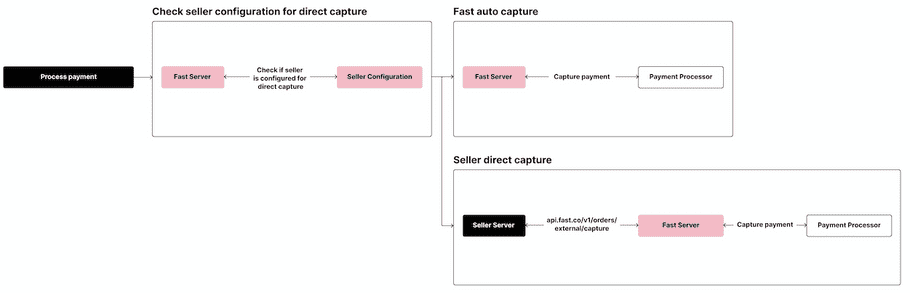 Check seller configuration for direct capture
Process payment
Fast Server
Check if seller
is configured for
direct capture
Seller Configuration
Fast auto capture
Fast Server
Capture payment
Payment Processor
Seller direct capture
Seller Server
api.fast.co/v1/orders/
external/capture
Fast Server
Capture payment
Payment Processor